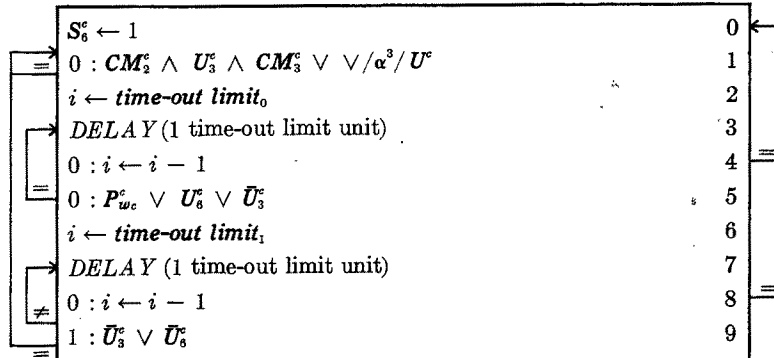 S₆ᶜ ← 1 0
= 0 : CM₂ᶜ ∧ U₃ᶜ ∧ CM₃ᶜ ∨ ∨/α³/Uᶜ 1
i ← time-out limit₀ 2
DELAY (1 time-out limit unit) 3
0 : i ← i − 1 4 =
= 0 : Pᶜwc ∨ U₆ᶜ ∨ Ū₃ᶜ 5
i ← time-out limit₁ 6
DELAY (1 time-out limit unit) 7
0 : i ← i − 1 8 =
≠ 1 : Ū₃ᶜ ∨ Ū₆ᶜ 9
=